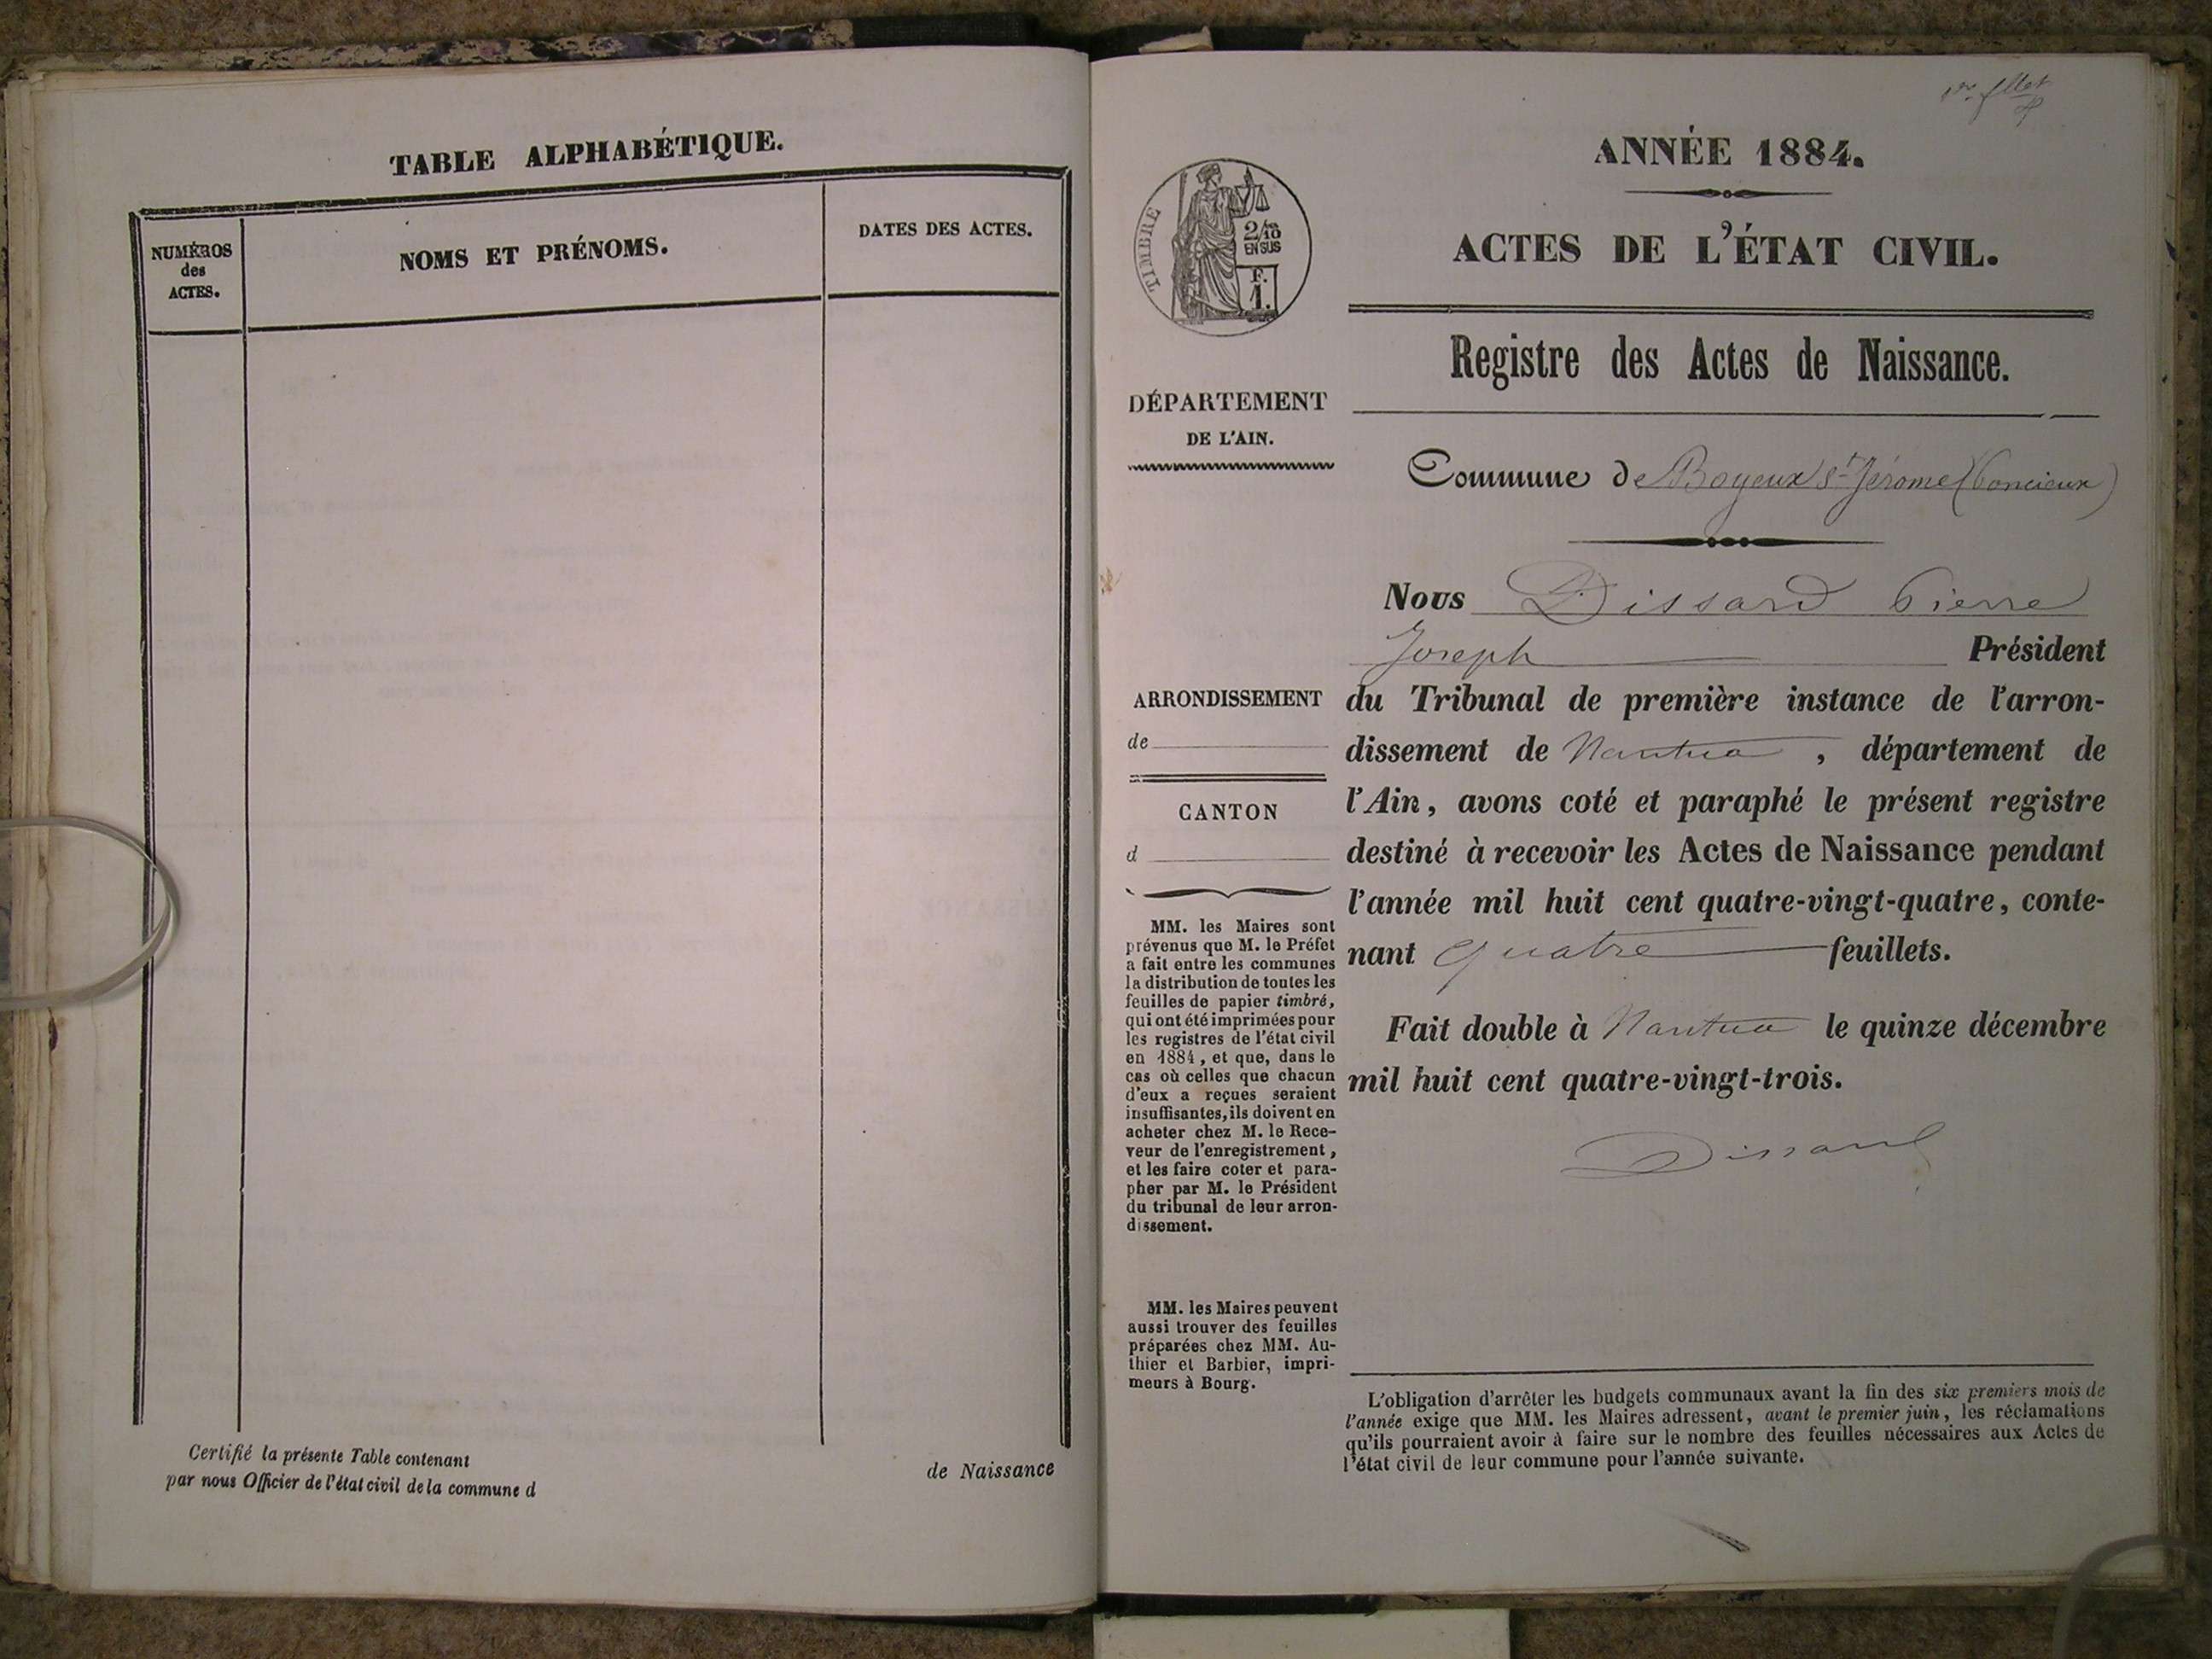 TABLE ALPHABÉTIQUE.
NUMÉROS
des
ACTES.
NOMS ET PRÉNOMS.
DATES DES ACTES.
Certifié la présente Table contenant
de Naissance
par nous Officier de l'état civil de la commune d
ANNÉE 1884.
TIMBRE
2/10
EN SUS
F.
1.
ACTES DE L'ÉTAT CIVIL.
Registre des Actes de Naissance.
DÉPARTEMENT
DE L'AIN.
Commune de Boyeux St Jérome (Poncieux)
Nous Dissard Pierre
Joseph Président
ARRONDISSEMENT
de
CANTON
d
du Tribunal de première instance de l'arron-
dissement de Nantua, département de
l'Ain, avons coté et paraphé le présent registre
destiné à recevoir les Actes de Naissance pendant
l'année mil huit cent quatre-vingt-quatre, conte-
nant quatre feuillets.
Fait double à Nantua le quinze décembre
mil huit cent quatre-vingt-trois.
Dissard
MM. les Maires sont
prévenus que M. le Préfet
a fait entre les communes
la distribution de toutes les
feuilles de papier timbré,
qui ont été imprimées pour
les registres de l'état civil
en 1884, et que, dans le
cas où celles que chacun
d'eux a reçues seraient
insuffisantes, ils doivent en
acheter chez M. le Rece-
veur de l'enregistrement,
et les faire coter et para-
pher par M. le Président
du tribunal de leur arron-
dissement.
MM. les Maires peuvent
aussi trouver des feuilles
préparées chez MM. Au-
thier et Barbier, impri-
meurs à Bourg.
L'obligation d'arrêter les budgets communaux avant la fin des six premiers mois de
l'année exige que MM. les Maires adressent, avant le premier juin, les réclamations
qu'ils pourraient avoir à faire sur le nombre des feuilles nécessaires aux Actes de
l'état civil de leur commune pour l'année suivante.